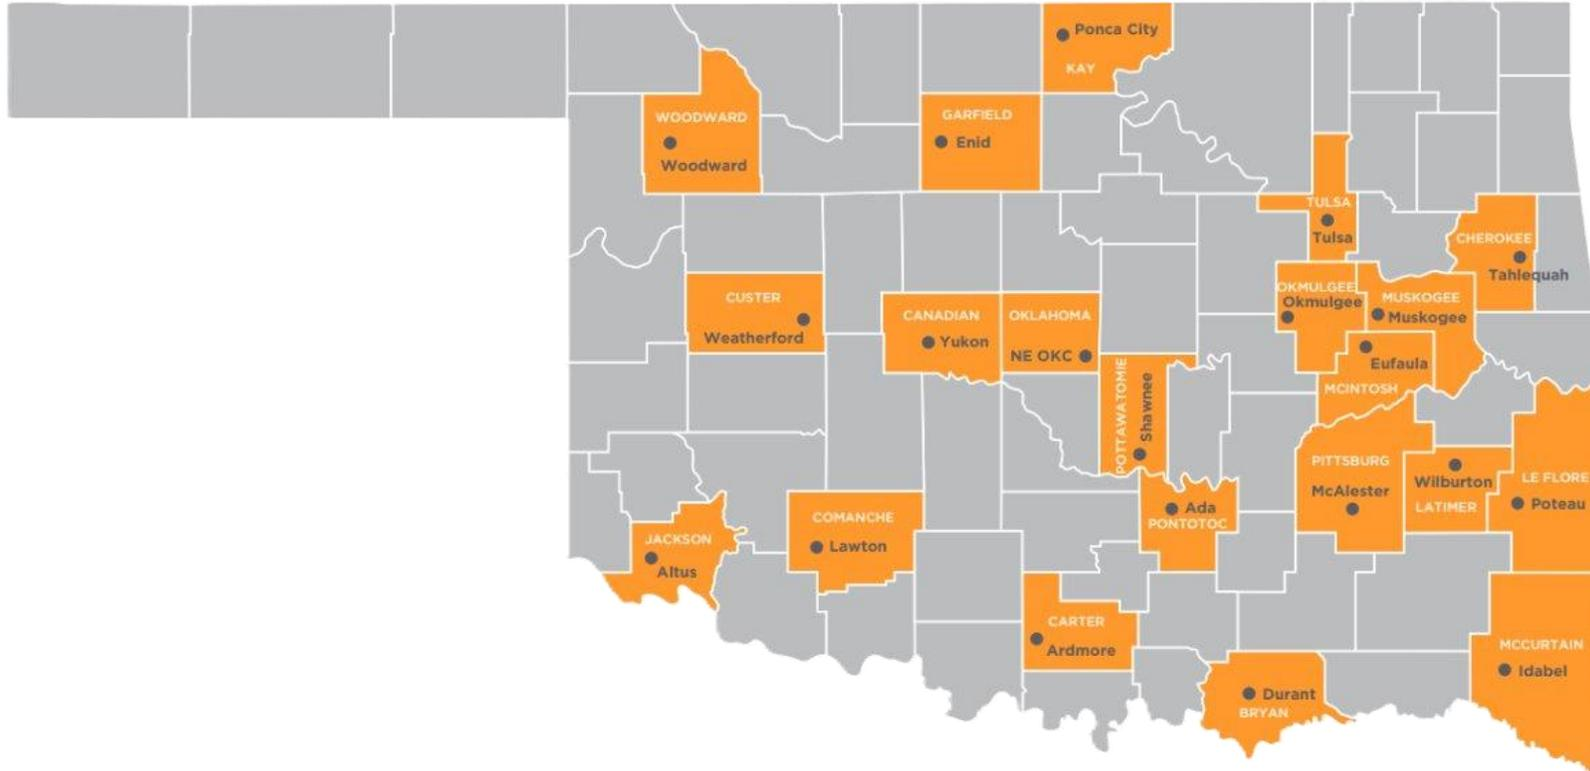 Ponca City
KAY
WOODWARD
Woodward
GARFIELD
Enid
TULSA
Tulsa
CHEROKEE
Tahlequah
CUSTER
Weatherford
CANADIAN
Yukon
OKLAHOMA
NE OKC
OKMULGEE
Okmulgee
MUSKOGEE
Muskogee
Eufaula
MCINTOSH
POTTAWATOMIE
Shawnee
PITTSBURG
McAlester
Wilburton
LATIMER
LE FLORE
Poteau
Ada
PONTOTOC
COMANCHE
Lawton
JACKSON
Altus
CARTER
Ardmore
MCCURTAIN
Idabel
Durant
BRYAN